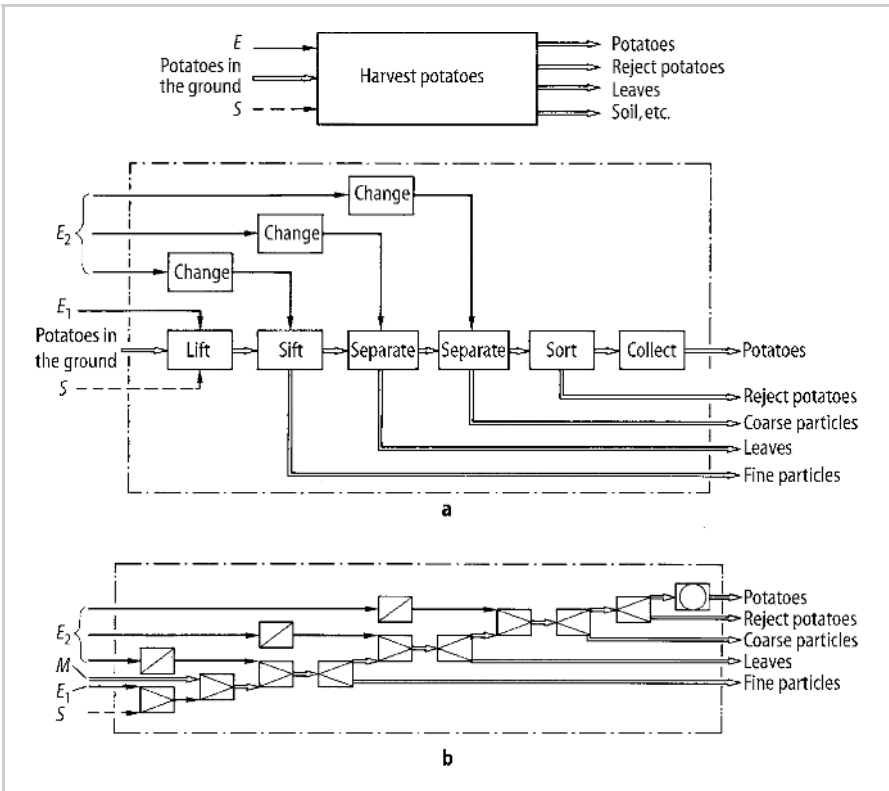 E
Potatoes in
the ground
S
Harvest potatoes
Potatoes
Reject potatoes
Leaves
Soil, etc.
Change
Change
Change
E2
E1
Potatoes in
the ground
S
Lift
Sift
Separate
Separate
Sort
Collect
Potatoes
Reject potatoes
Coarse particles
Leaves
Fine particles
a
E2
M
E1
S
Potatoes
Reject potatoes
Coarse particles
Leaves
Fine particles
b